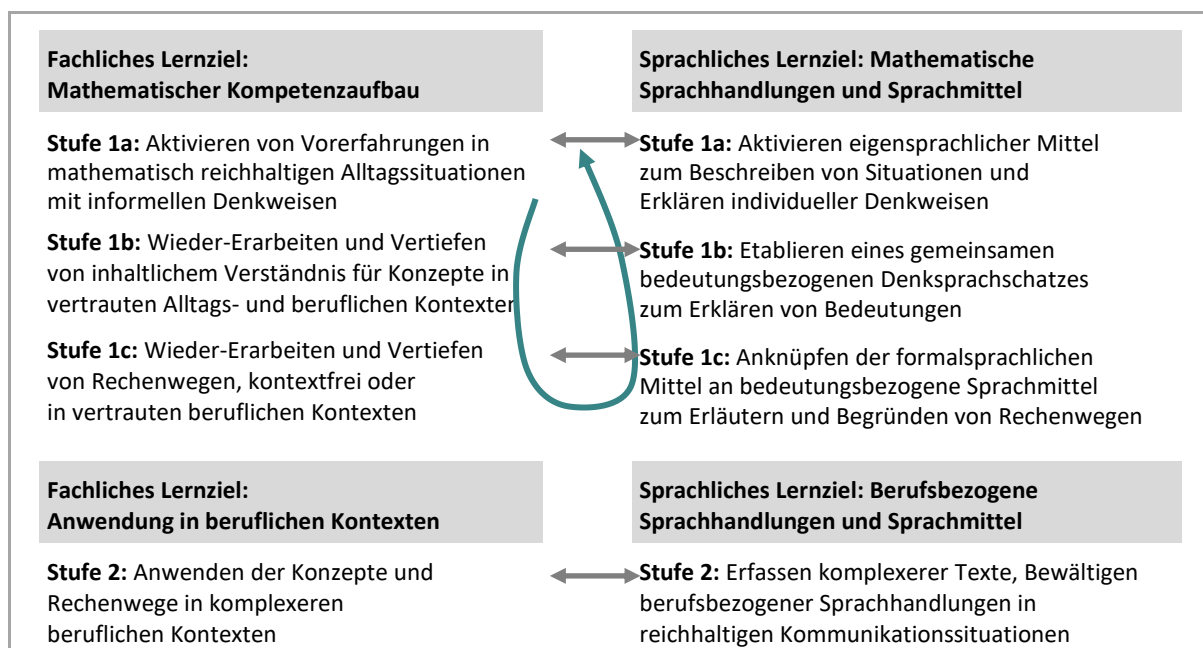 Fachliches Lernziel:
Mathematischer Kompetenzaufbau
Sprachliches Lernziel: Mathematische
Sprachhandlungen und Sprachmittel
Stufe 1a: Aktivieren von Vorerfahrungen in
mathematisch reichhaltigen Alltagssituationen
mit informellen Denkweisen
Stufe 1a: Aktivieren eigensprachlicher Mittel
zum Beschreiben von Situationen und
Erklären individueller Denkweisen
Stufe 1b: Wieder-Erarbeiten und Vertiefen
von inhaltlichem Verständnis für Konzepte in
vertrauten Alltags- und beruflichen Kontexten
Stufe 1b: Etablieren eines gemeinsamen
bedeutungsbezogenen Denksprachschatzes
zum Erklären von Bedeutungen
Stufe 1c: Wieder-Erarbeiten und Vertiefen
von Rechenwegen, kontextfrei oder
in vertrauten beruflichen Kontexten
Stufe 1c: Anknüpfen der formalsprachlichen
Mittel an bedeutungsbezogene Sprachmittel
zum Erläutern und Begründen von Rechenwegen
Fachliches Lernziel:
Anwendung in beruflichen Kontexten
Sprachliches Lernziel: Berufsbezogene
Sprachhandlungen und Sprachmittel
Stufe 2: Anwenden der Konzepte und
Rechenwege in komplexeren
beruflichen Kontexten
Stufe 2: Erfassen komplexerer Texte, Bewältigen
berufsbezogener Sprachhandlungen in
reichhaltigen Kommunikationssituationen